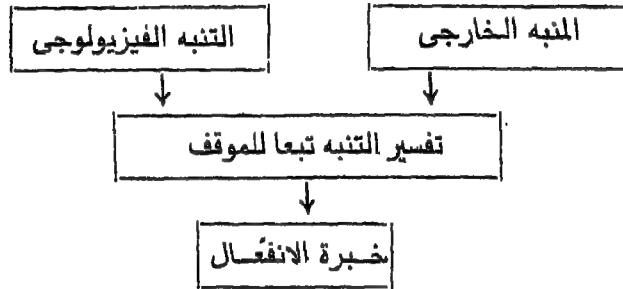 المنبه الخارجى
التنبه الفيزيولوجى
تفسير التنبه تبعا للموقف
خبرة الانفعال